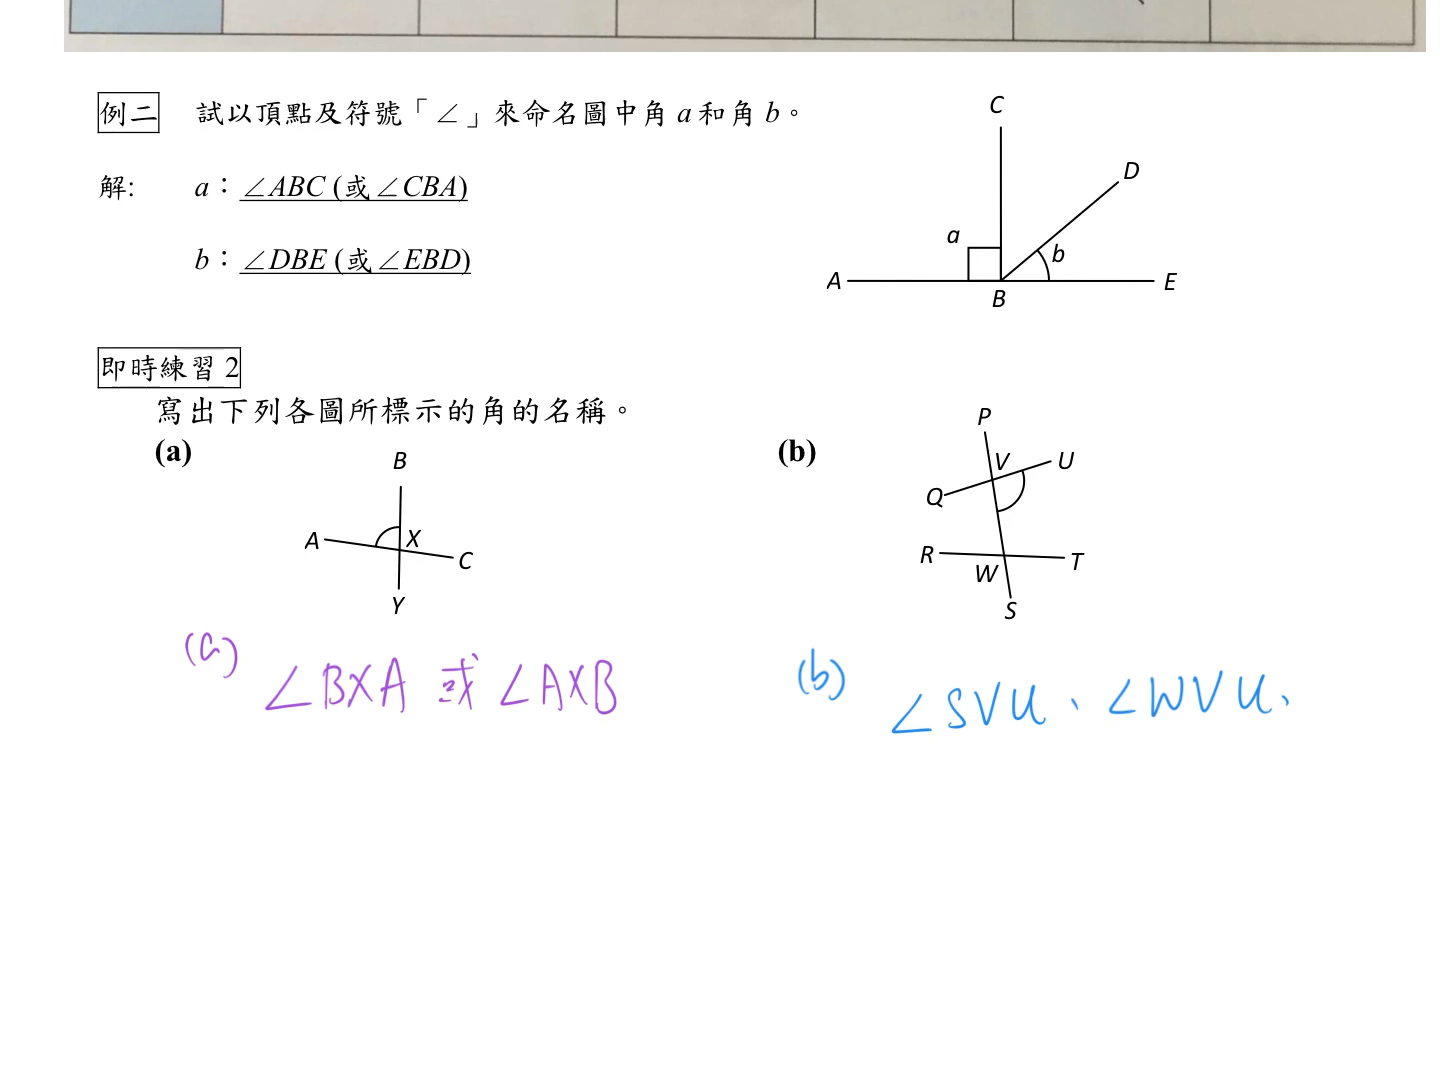 例二 試以頂點及符號「∠」來命名圖中角 a 和角 b。
解: a：∠ABC (或∠CBA)
b：∠DBE (或∠EBD)
C
D
a
b
A
E
B
即時練習 2
寫出下列各圖所標示的角的名稱。
(a)
B
A
X
C
Y
(b)
P
V
U
Q
R
T
W
S
(a) ∠BXA 或 ∠AXB
(b) ∠SVU、∠WVU、